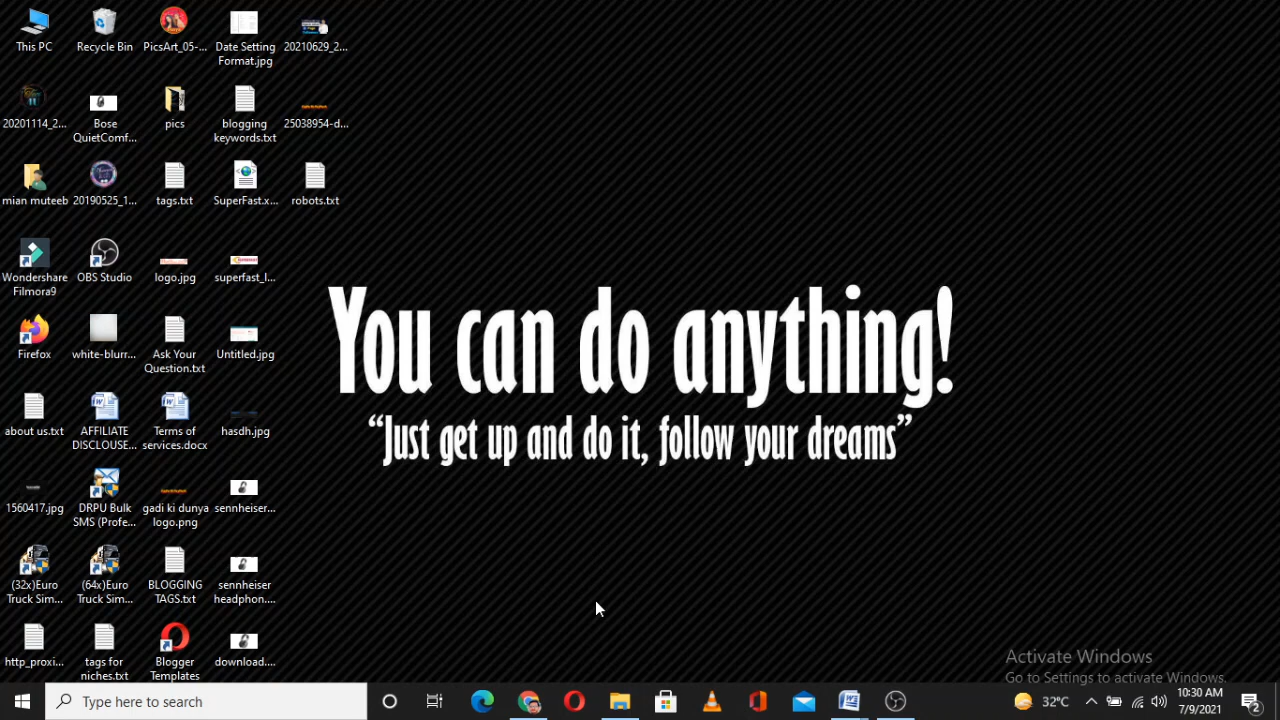 This PC
Recycle Bin
PicsArt_05-...
Date Setting
Format.jpg
20210629_2...
20201114_2...
Bose
QuietComf...
pics
blogging
keywords.txt
25038954-d...
mian muteeb
20190525_1...
tags.txt
SuperFast.x...
robots.txt
Wondershare
Filmora9
OBS Studio
logo.jpg
superfast_l...
Firefox
white-blurr...
Ask Your
Question.txt
Untitled.jpg
about us.txt
AFFILIATE
DISCLOUSE...
Terms of
services.docx
hasdh.jpg
1560417.jpg
DRPU Bulk
SMS (Profe...
gadi ki dunya
logo.png
sennheiser...
(32x)Euro
Truck Sim...
(64x)Euro
Truck Sim...
BLOGGING
TAGS.txt
sennheiser
headphon...
http_proxi...
tags for
niches.txt
Blogger
Templates
download....
You can do anything!
“Just get up and do it, follow your dreams”
Activate Windows
Go to Settings to activate Windows.
Type here to search
32°C
10:30 AM
7/9/2021
2